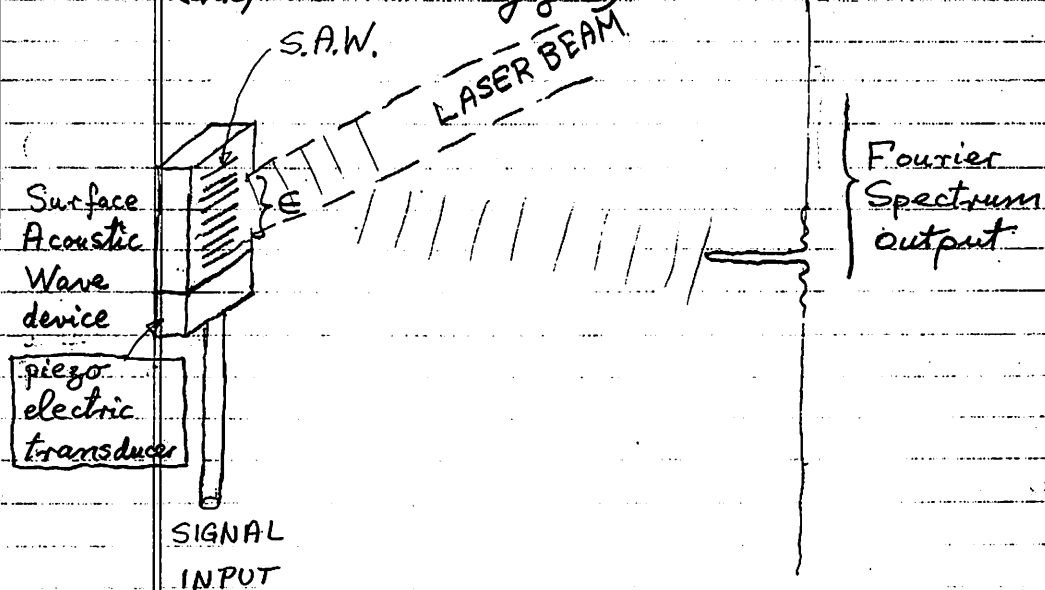 S.A.W.
LASER BEAM
Surface
Acoustic
Wave
device
ϵ
Fourier
Spectrum
output
piezo
electric
transducer
SIGNAL
INPUT